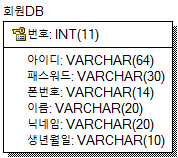 회원DB
번호: INT(11)
아이디: VARCHAR(64)
패스워드: VARCHAR(30)
폰번호: VARCHAR(14)
이름: VARCHAR(20)
닉네임: VARCHAR(20)
생년월일: VARCHAR(10)